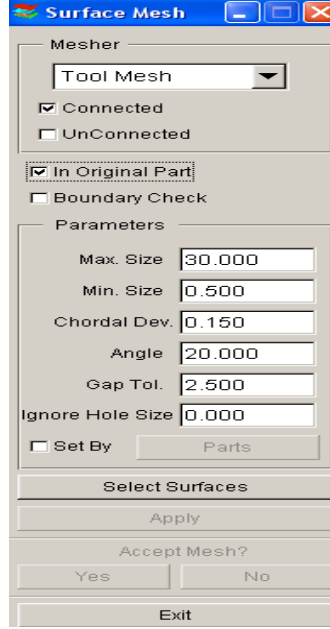 Surface Mesh
Mesher
Tool Mesh
Connected
UnConnected
In Original Part
Boundary Check
Parameters
Max. Size 30.000
Min. Size 0.500
Chordal Dev. 0.150
Angle 20.000
Gap Tol. 2.500
Ignore Hole Size 0.000
Set By Parts
Select Surfaces
Apply
Accept Mesh?
Yes No
Exit